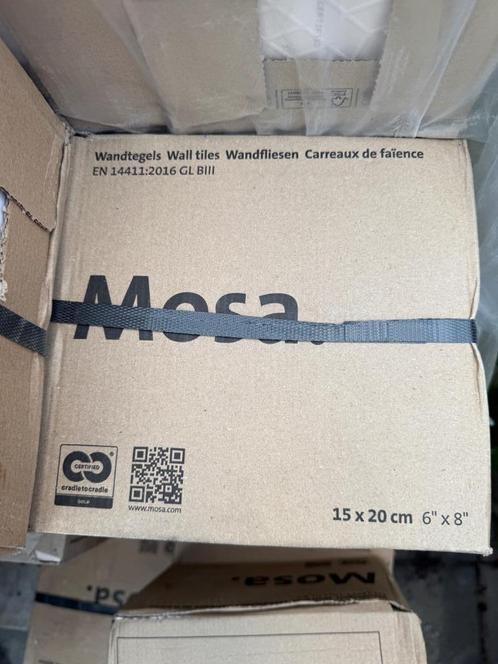 Wandtegels Wall tiles Wandfliesen Carreaux de faïence
EN 14411:2016 GL BIII
Mosa.
CERTIFIED
cradletocradle
GOLD
www.mosa.com
15 x 20 cm 6" x 8"
Mosa.